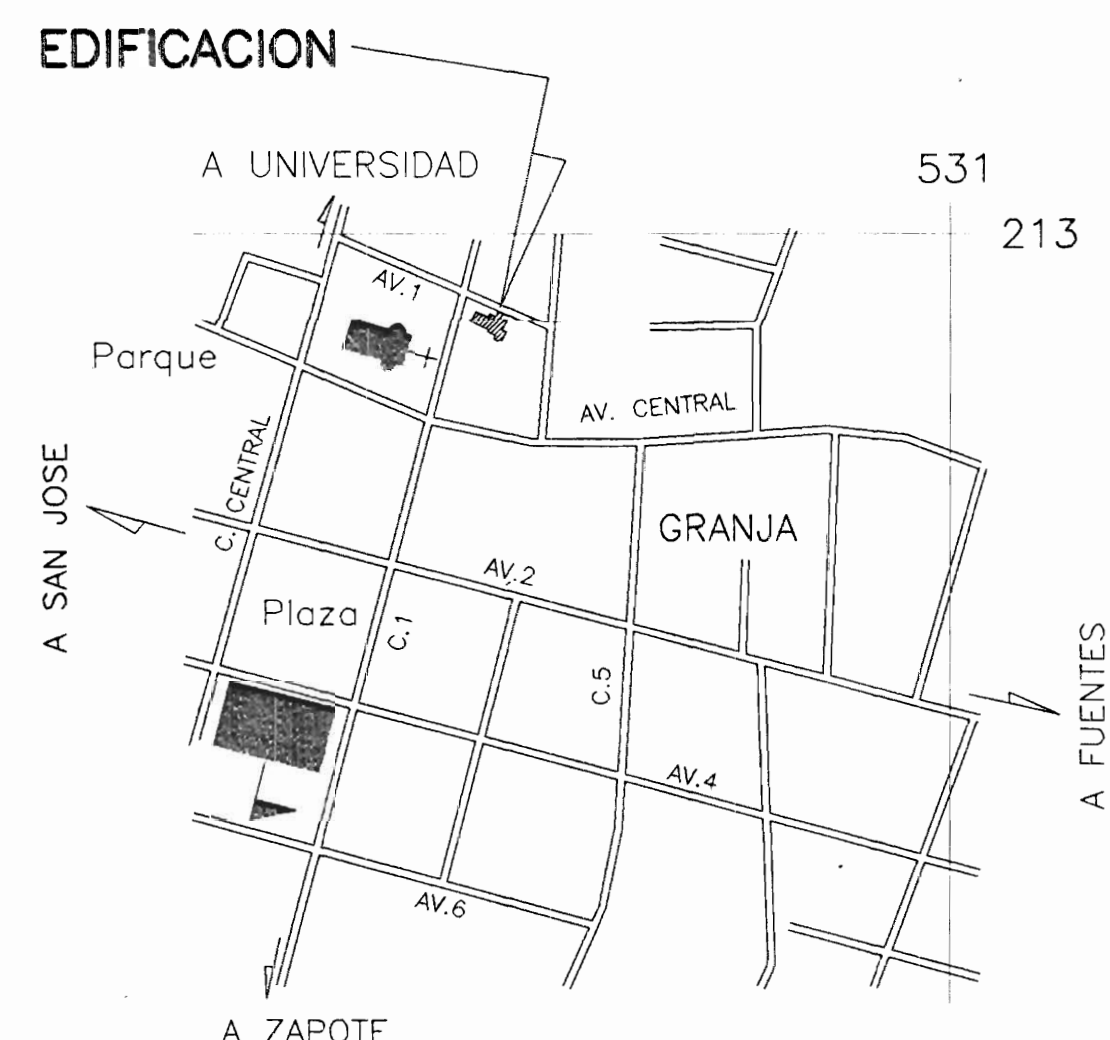 EDIFICACION
A UNIVERSIDAD
531
213
AV.1
Parque
AV. CENTRAL
C. CENTRAL
A SAN JOSE
GRANJA
AV.2
Plaza
C.1
C.5
A FUENTES
AV.4
AV.6
A ZAPOTE